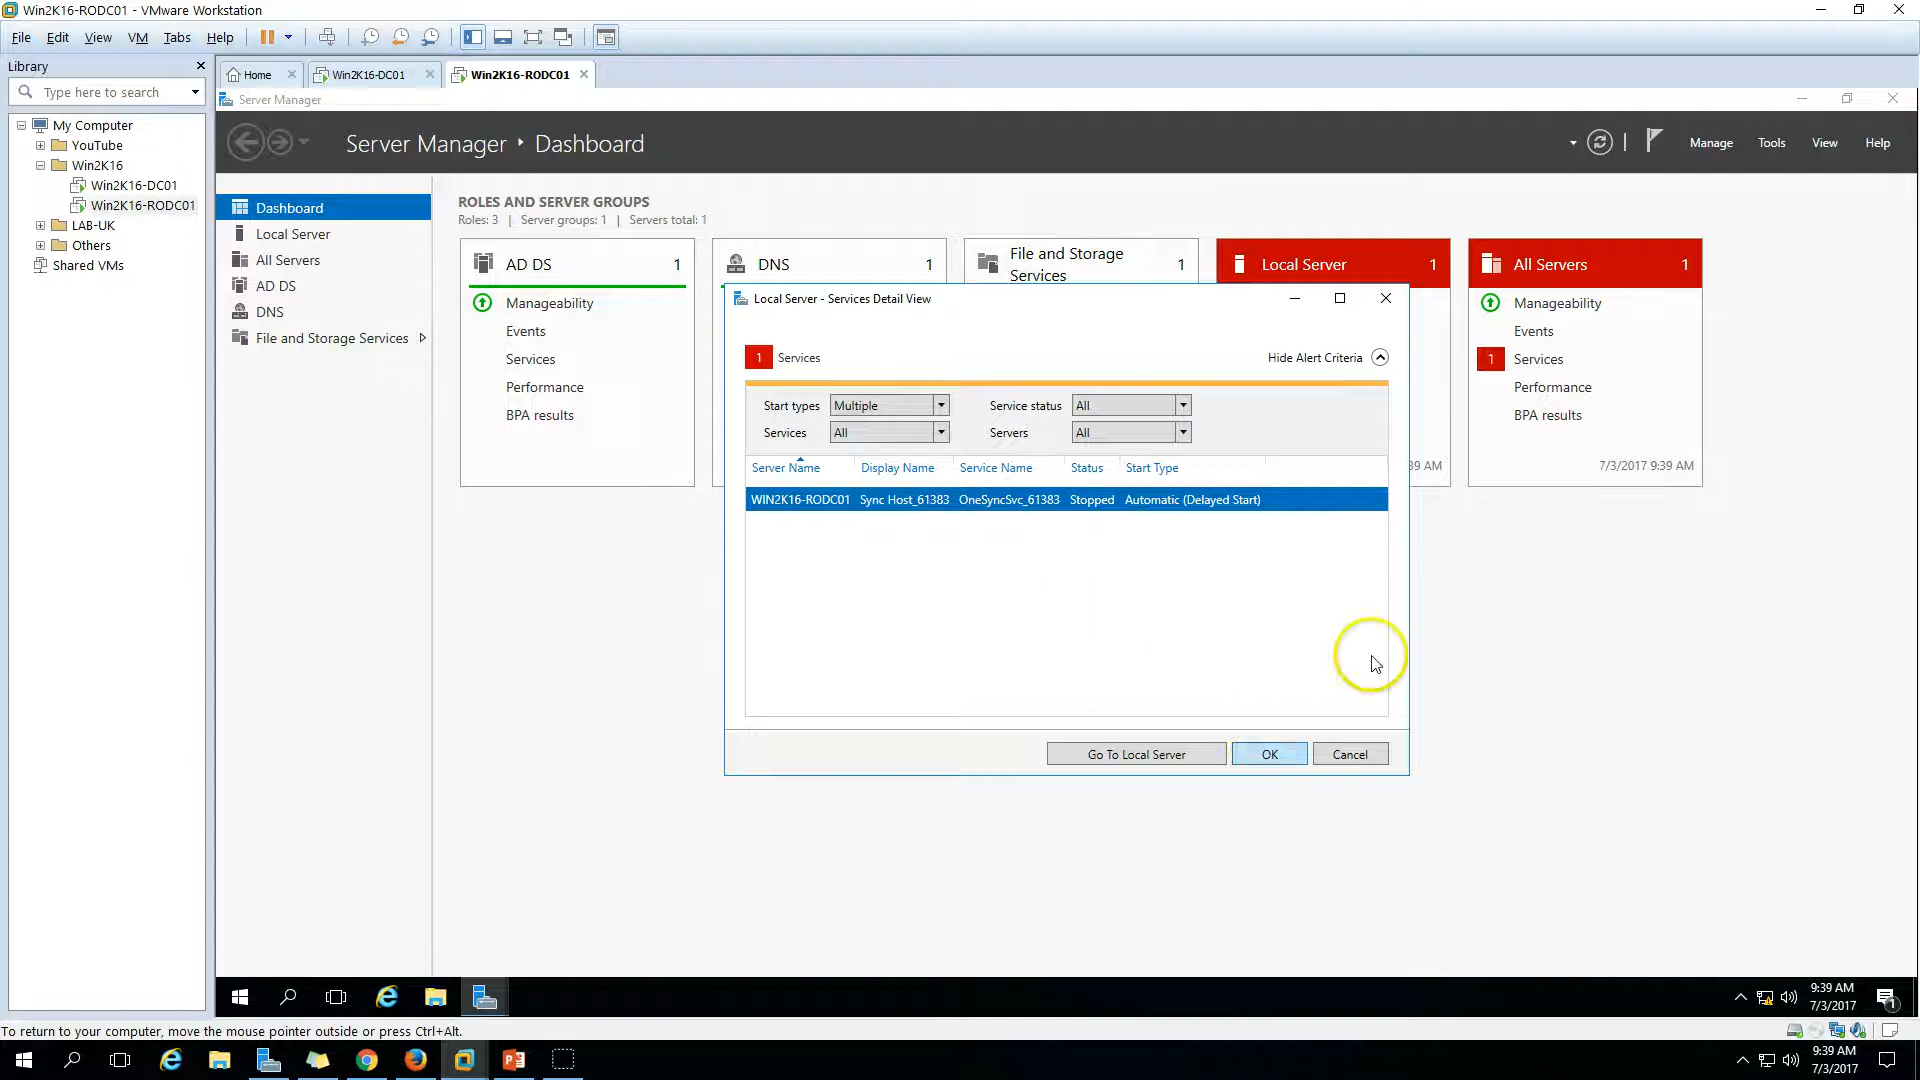 Win2K16-RODC01 - VMware Workstation
File Edit View VM Tabs Help
Library
Type here to search
My Computer
YouTube
Win2K16
Win2K16-DC01
Win2K16-RODC01
LAB-UK
Others
Shared VMs
Home Win2K16-DC01 Win2K16-RODC01
Server Manager
Server Manager Dashboard
Manage Tools View Help
Dashboard
Local Server
All Servers
AD DS
DNS
File and Storage Services
ROLES AND SERVER GROUPS
Roles: 3 | Server groups: 1 | Servers total: 1
AD DS 1
Manageability
Events
Services
Performance
BPA results
DNS 1
File and Storage
Services 1
Local Server 1
39 AM
All Servers 1
Manageability
Events
1 Services
Performance
BPA results
7/3/2017 9:39 AM
Local Server - Services Detail View
1 Services Hide Alert Criteria
Start types Multiple Service status All
Services All Servers All
Server Name Display Name Service Name Status Start Type
WIN2K16-RODC01 Sync Host_61383 OneSyncSvc_61383 Stopped Automatic (Delayed Start)
Go To Local Server OK Cancel
9:39 AM
7/3/2017
1
To return to your computer, move the mouse pointer outside or press Ctrl+Alt.
9:39 AM
7/3/2017